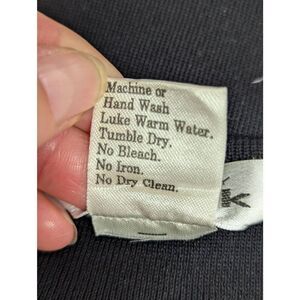 Machine or
Hand Wash
Luke Warm Water.
Tumble Dry.
No Bleach.
No Iron.
No Dry Clean.